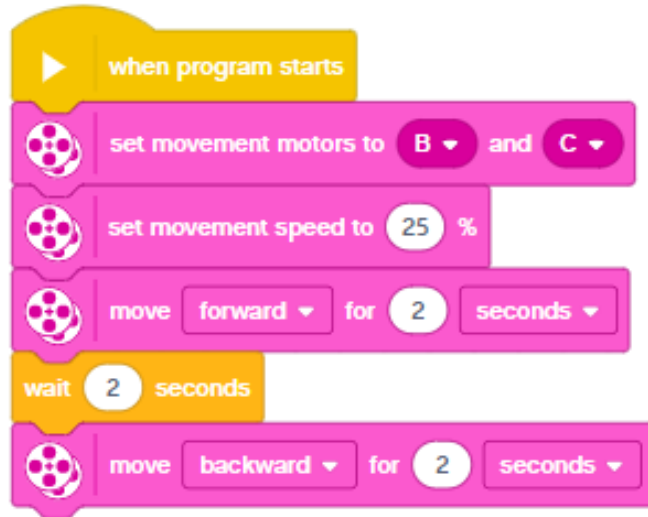 when program starts
set movement motors to B and C
set movement speed to 25 %
move forward for 2 seconds
wait 2 seconds
move backward for 2 seconds